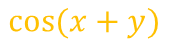 cos(x + y)